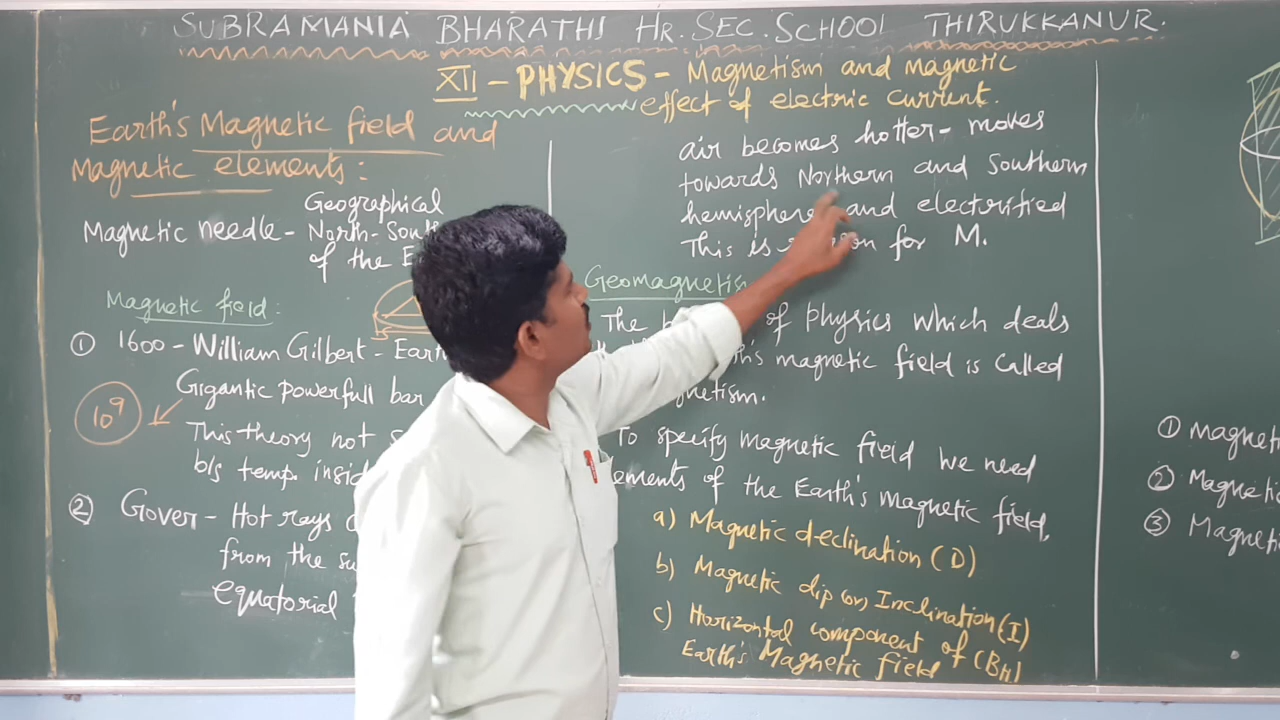 SUBRAMANIA BHARATHI HR. SEC. SCHOOL THIRUKKANUR.
XII - PHYSICS - Magnetism and magnetic
effect of electric current.
Earth's Magnetic field and
Magnetic elements:
Geographical
Magnetic needle - North-South
of the
Magnetic field:
① 1600 - William Gilbert - Earth
Gigantic powerfull bar
10⁹
This theory not
b/s temp. insid
② Gover - Hot rays
from the
equatorial
air becomes hotter - moves
towards Northern and Southern
hemisphere and electrified
This is for M.
Geomagnetism
The of physics which deals
magnetic field is called
To specify magnetic field we need
of the Earth's magnetic field,
a) Magnetic declination (D)
b) Magnetic dip (or) Inclination (I)
c) Horizontal component of (BH)
Earth's Magnetic field
① magneti
② Magneti
③ Magneti